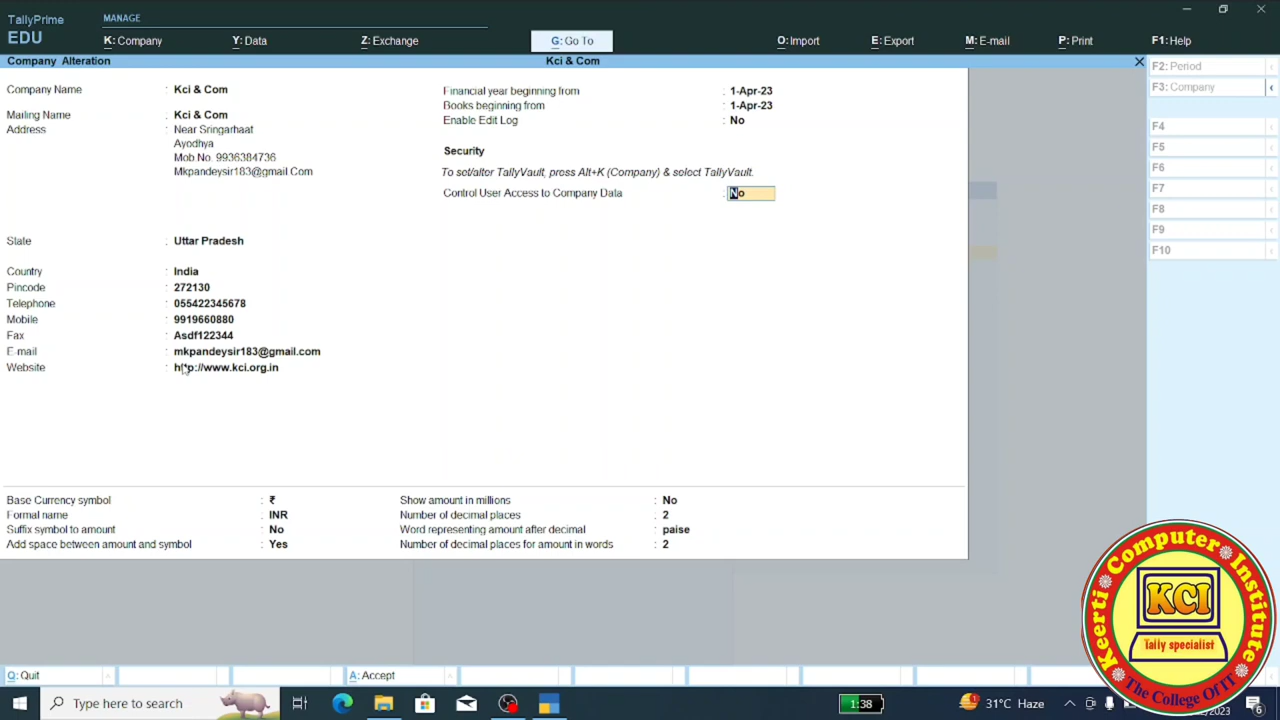 TallyPrime
EDU
MANAGE
K: Company
Y: Data
Z: Exchange
G: Go To
O: Import
E: Export
M: E-mail
P: Print
F1: Help
Company Alteration
Kci & Com
F2: Period
F3: Company
F4
F5
F6
F7
F8
F9
F10
Company Name : Kci & Com
Mailing Name : Kci & Com
Address : Near Sringarhaat
Ayodhya
Mob No. 9936384736
Mkpandeysir183@gmail Com
State : Uttar Pradesh
Country : India
Pincode : 272130
Telephone : 055422345678
Mobile : 9919660880
Fax : Asdf122344
E-mail : mkpandeysir183@gmail.com
Website : http://www.kci.org.in
Financial year beginning from : 1-Apr-23
Books beginning from : 1-Apr-23
Enable Edit Log : No
Security
To set/alter TallyVault, press Alt+K (Company) & select TallyVault.
Control User Access to Company Data : No
Base Currency symbol : ₹
Formal name : INR
Suffix symbol to amount : No
Add space between amount and symbol : Yes
Show amount in millions : No
Number of decimal places : 2
Word representing amount after decimal : paise
Number of decimal places for amount in words : 2
Keerti Computer Institute
KCI
Tally specialist
The College Of IT
Q: Quit
A: Accept
Type here to search
1:38
1
31°C Haze
/2023
6